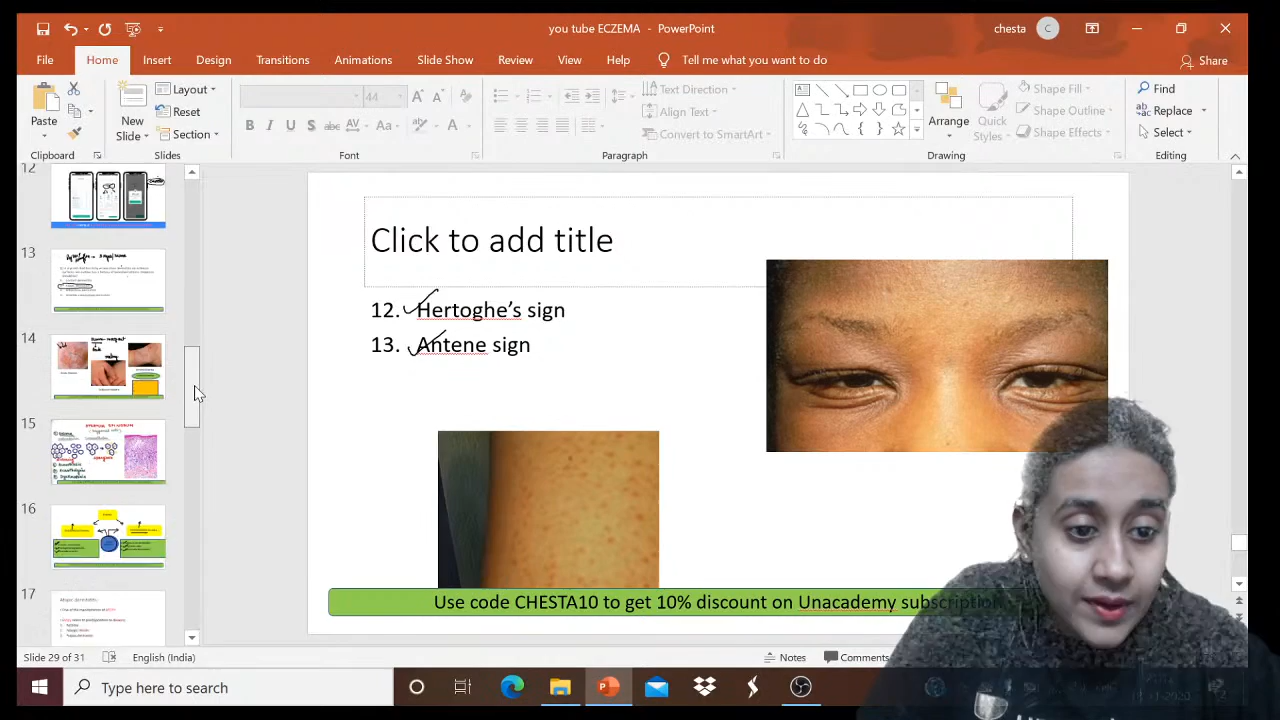 you tube ECZEMA - PowerPoint
chesta
C
File
Home
Insert
Design
Transitions
Animations
Slide Show
Review
View
Help
Tell me what you want to do
Share
Paste
Clipboard
New
Slide
Layout
Reset
Section
Slides
44
Font
Text Direction
Align Text
Convert to SmartArt
Paragraph
Arrange
Quick
Styles
Shape Fill
Shape Outline
Shape Effects
Drawing
Find
Replace
Select
Editing
12
13
14
15
16
17
Click to add title
12. Hertoghe's sign
13. Antene sign
Use code CHESTA10 to get 10% discount on Unacademy subscription
Slide 29 of 31
English (India)
Notes
Comments
Type here to search